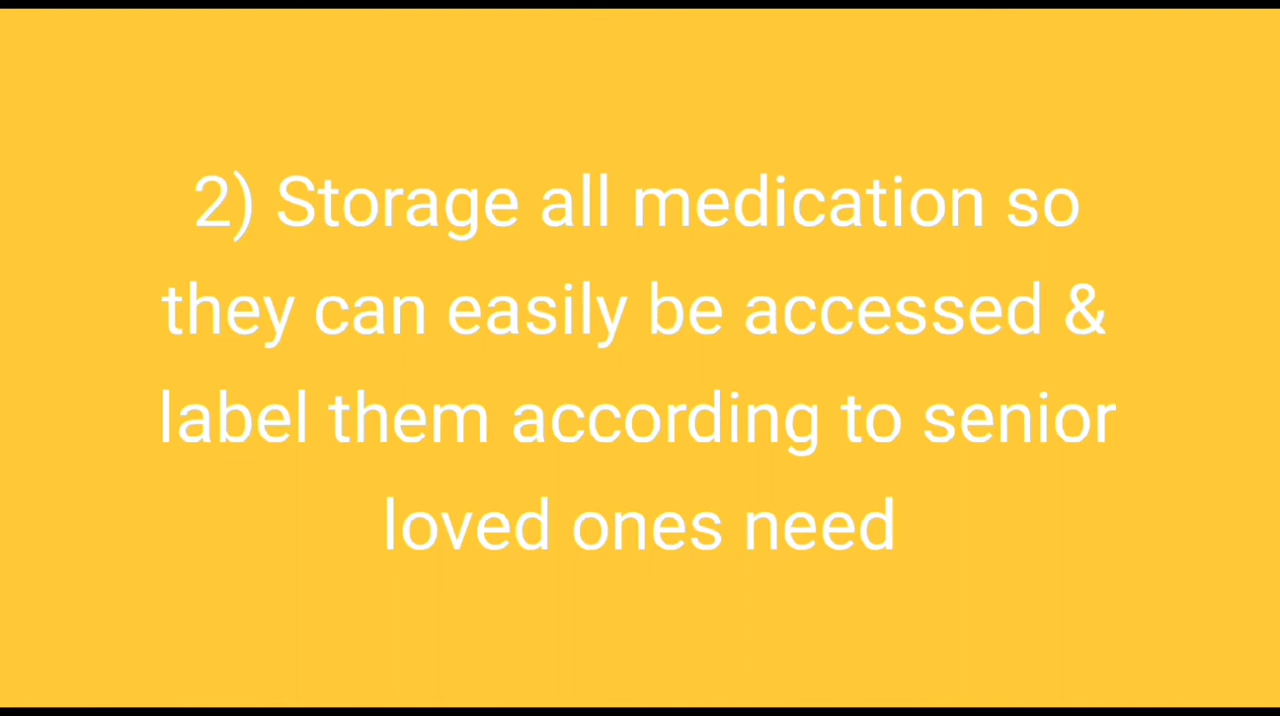 2) Storage all medication so
they can easily be accessed &
label them according to senior
loved ones need